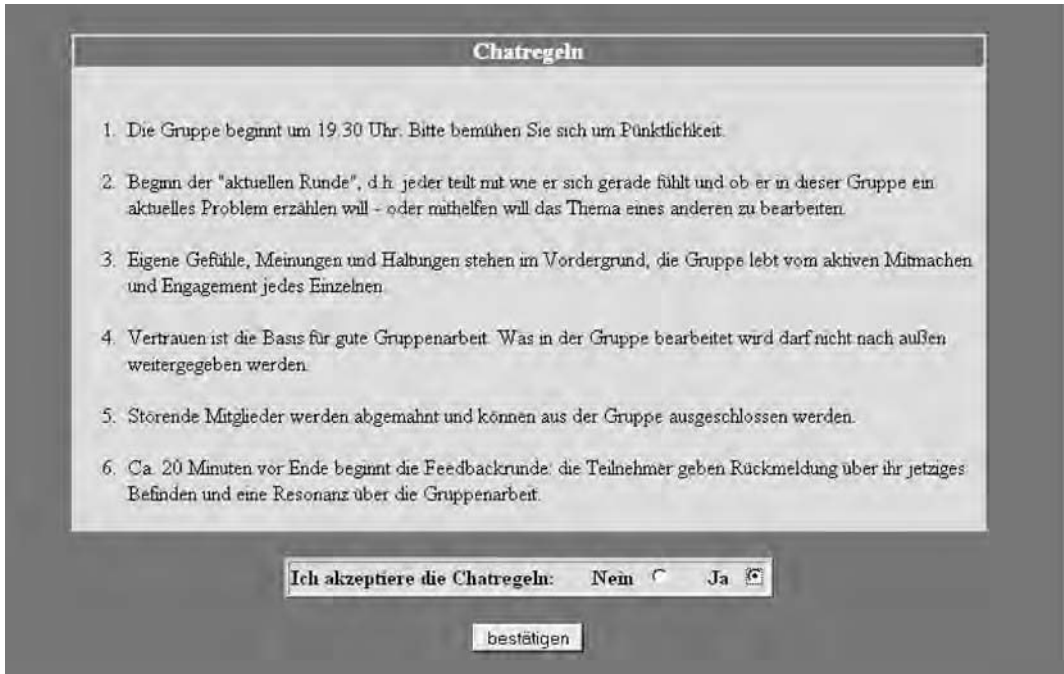 Chatregeln
1. Die Gruppe beginnt um 19.30 Uhr. Bitte bemühen Sie sich um Pünktlichkeit.
2. Beginn der "aktuellen Runde", d.h. jeder teilt mit wie er sich gerade fühlt und ob er in dieser Gruppe ein
aktuelles Problem erzählen will - oder mithelfen will das Thema eines anderen zu bearbeiten.
3. Eigene Gefühle, Meinungen und Haltungen stehen im Vordergrund, die Gruppe lebt vom aktiven Mitmachen
und Engagement jedes Einzelnen.
4. Vertrauen ist die Basis für gute Gruppenarbeit. Was in der Gruppe bearbeitet wird darf nicht nach außen
weitergegeben werden.
5. Störende Mitglieder werden abgemahnt und können aus der Gruppe ausgeschlossen werden.
6. Ca. 20 Minuten vor Ende beginnt die Feedbackrunde: die Teilnehmer geben Rückmeldung über ihr jetziges
Befinden und eine Resonanz über die Gruppenarbeit.
Ich akzeptiere die Chatregeln: Nein Ja
bestätigen